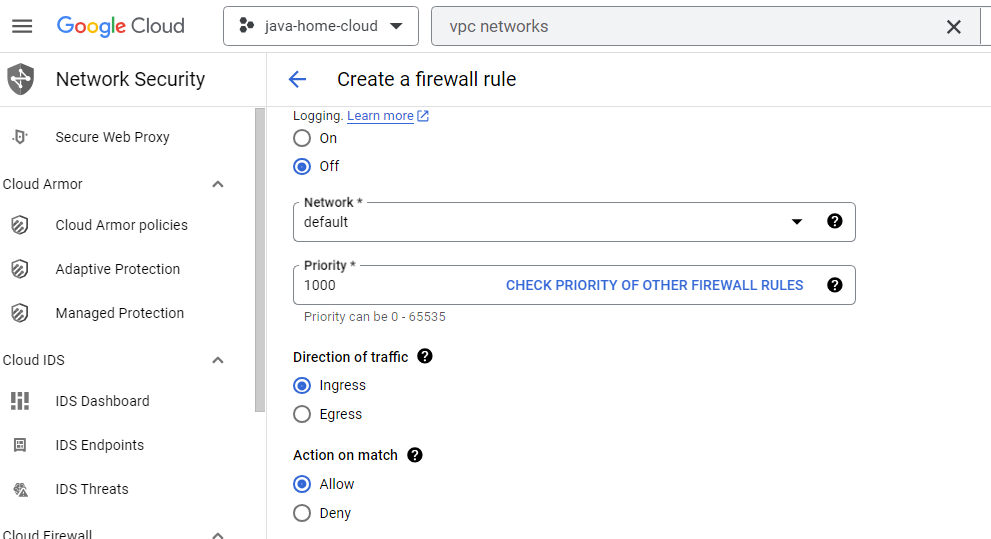 Google Cloud
java-home-cloud
vpc networks
Network Security
Create a firewall rule
Secure Web Proxy
Cloud Armor
Cloud Armor policies
Adaptive Protection
Managed Protection
Cloud IDS
IDS Dashboard
IDS Endpoints
IDS Threats
Cloud Firewall
Logging. Learn more
On
Off
Network *
default
Priority *
1000 CHECK PRIORITY OF OTHER FIREWALL RULES
Priority can be 0 - 65535
Direction of traffic
Ingress
Egress
Action on match
Allow
Deny